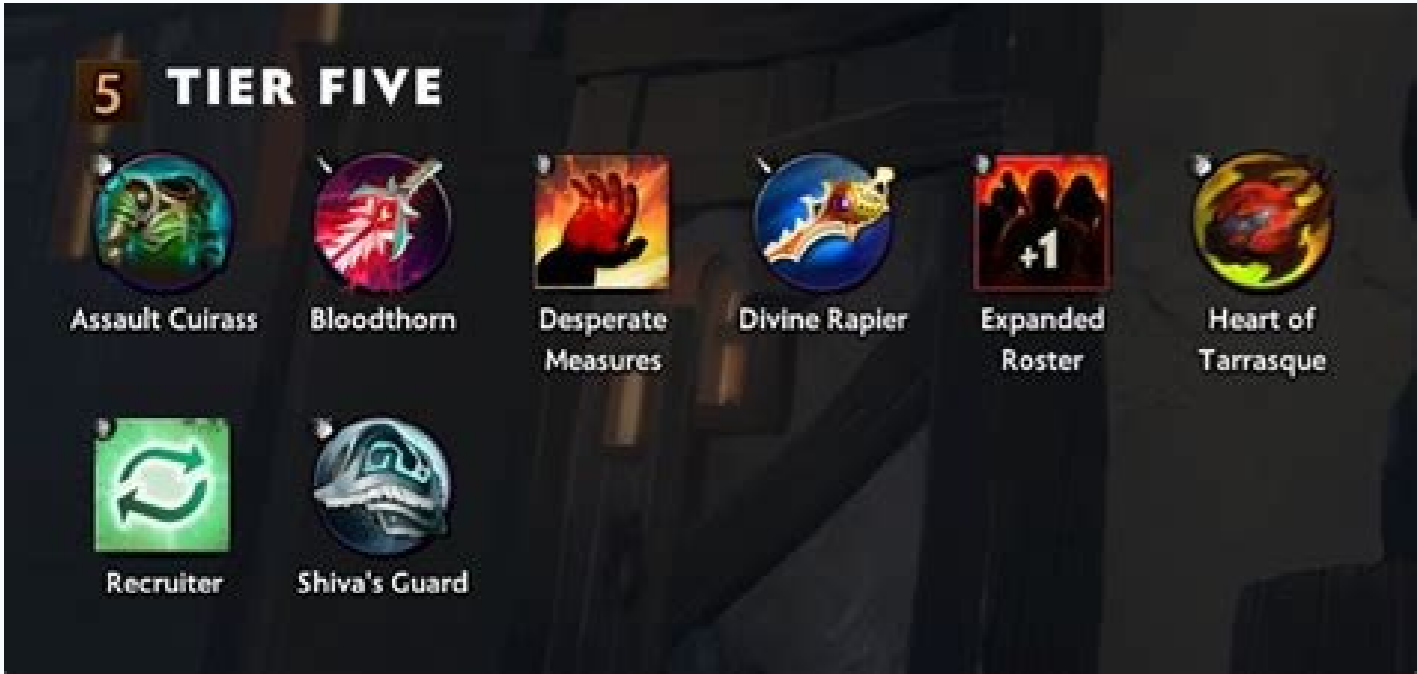 5 TIER FIVE
Assault Cuirass
Bloodthorn
Desperate
Measures
Divine Rapier
+1
Expanded
Roster
Heart of
Tarrasque
Recruiter
Shiva's Guard